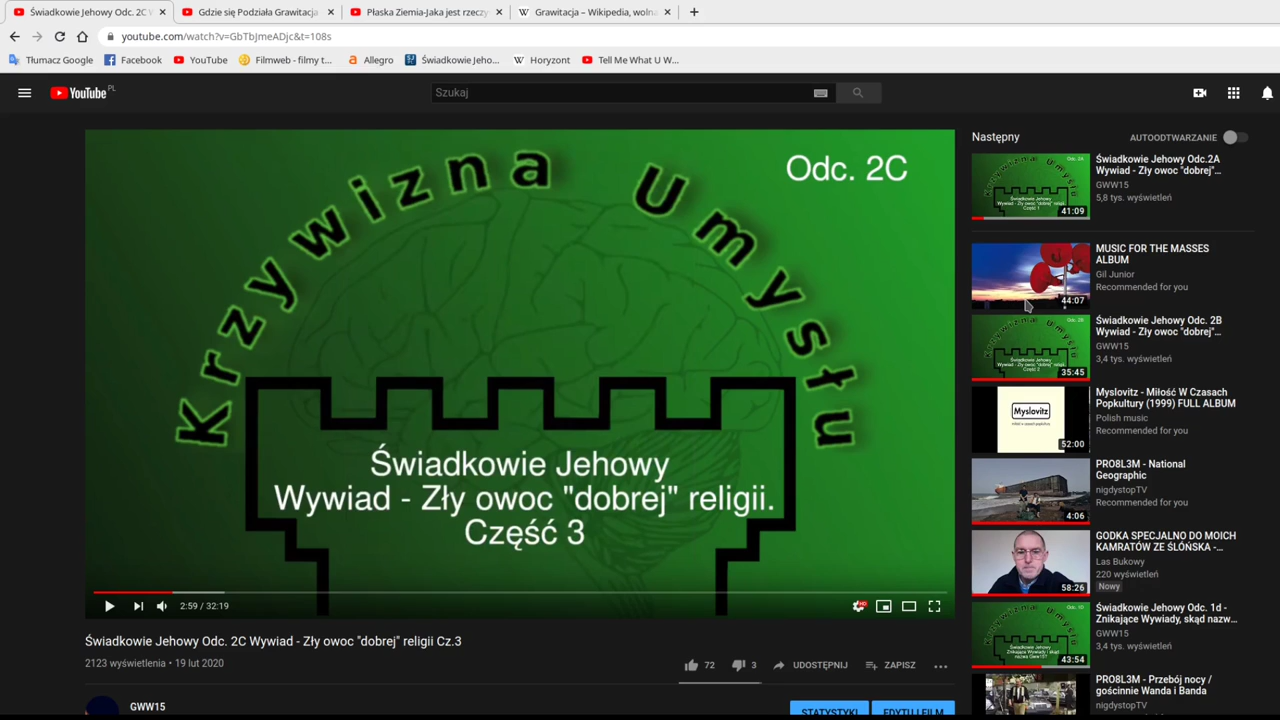 Świadkowie Jehowy Odc. 2C W
Gdzie się Podziała Grawitacja
Płaska Ziemia-Jaka jest rzeczy
Grawitacja – Wikipedia, wolna
youtube.com/watch?v=GbTbJmeADjc&t=108s
Tłumacz Google
Facebook
YouTube
Filmweb - filmy t...
Allegro
Świadkowie Jeho...
Horyzont
Tell Me What U W...
YouTube PL
Szukaj
Krzywizna Umysłu
Odc. 2C
Świadkowie Jehowy
Wywiad - Zły owoc "dobrej" religii.
Część 3
2:59 / 32:19
HD
Świadkowie Jehowy Odc. 2C Wywiad - Zły owoc "dobrej" religii Cz.3
2123 wyświetlenia • 19 lut 2020
72
3
UDOSTĘPNIJ
ZAPISZ
GWW15
STATYSTYKI
EDYTUJ FILM
Następny
AUTOODTWARZANIE
41:09
Świadkowie Jehowy Odc.2A
Wywiad - Zły owoc "dobrej"...
GWW15
5,8 tys. wyświetleń
44:07
MUSIC FOR THE MASSES
ALBUM
Gil Junior
Recommended for you
35:45
Świadkowie Jehowy Odc. 2B
Wywiad - Zły owoc "dobrej"...
GWW15
3,4 tys. wyświetleń
Myslovitz
52:00
Myslovitz - Miłość W Czasach
Popkultury (1999) FULL ALBUM
Polish music
Recommended for you
4:06
PRO8L3M - National
Geographic
nigdystopTV
Recommended for you
58:26
GODKA SPECJALNO DO MOICH
KAMRATÓW ZE ŚLÓNSKA -...
Las Bukowy
220 wyświetleń
Nowy
43:54
Świadkowie Jehowy Odc. 1d -
Znikające Wywiady, skąd nazw...
GWW15
3,4 tys. wyświetleń
PRO8L3M - Przebój nocy /
gościnnie Wanda i Banda
nigdystopTV